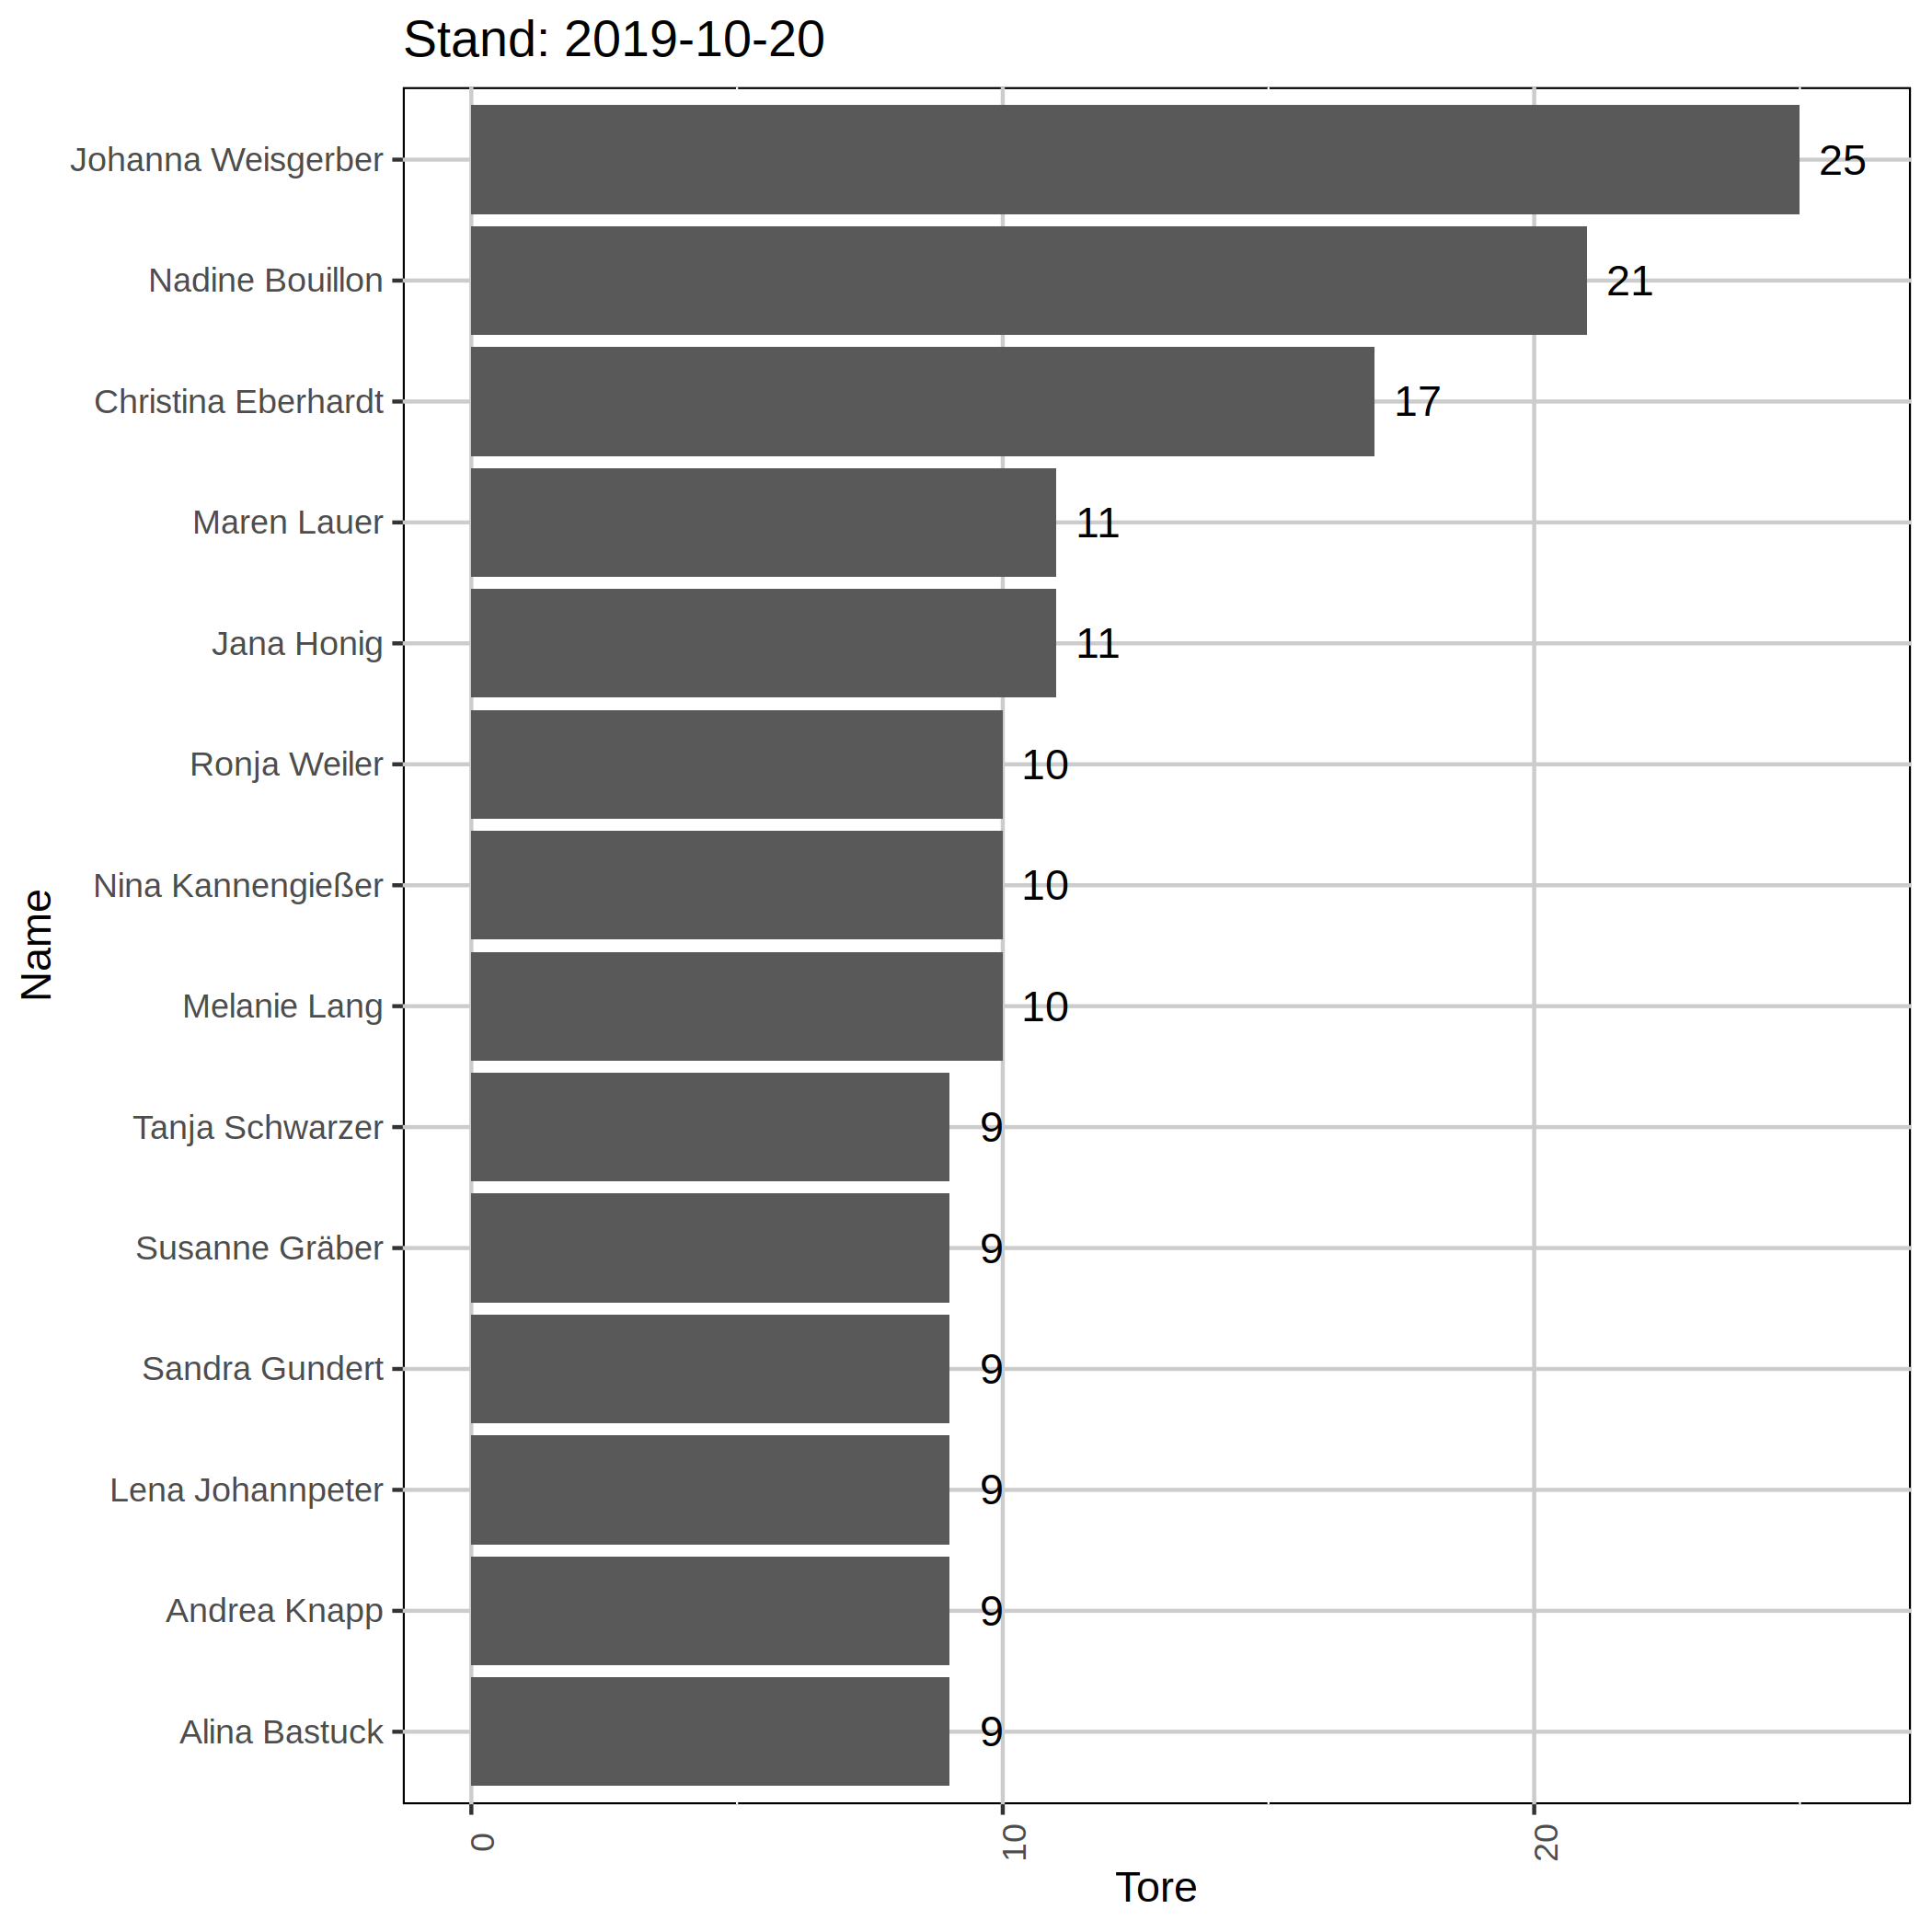 Stand: 2019-10-20
Johanna Weisgerber 25
Nadine Bouillon 21
Christina Eberhardt 17
Maren Lauer 11
Jana Honig 11
Ronja Weiler 10
Nina Kannengießer 10
Melanie Lang 10
Tanja Schwarzer 9
Susanne Gräber 9
Sandra Gundert 9
Lena Johannpeter 9
Andrea Knapp 9
Alina Bastuck 9
Name
0 10 20
Tore